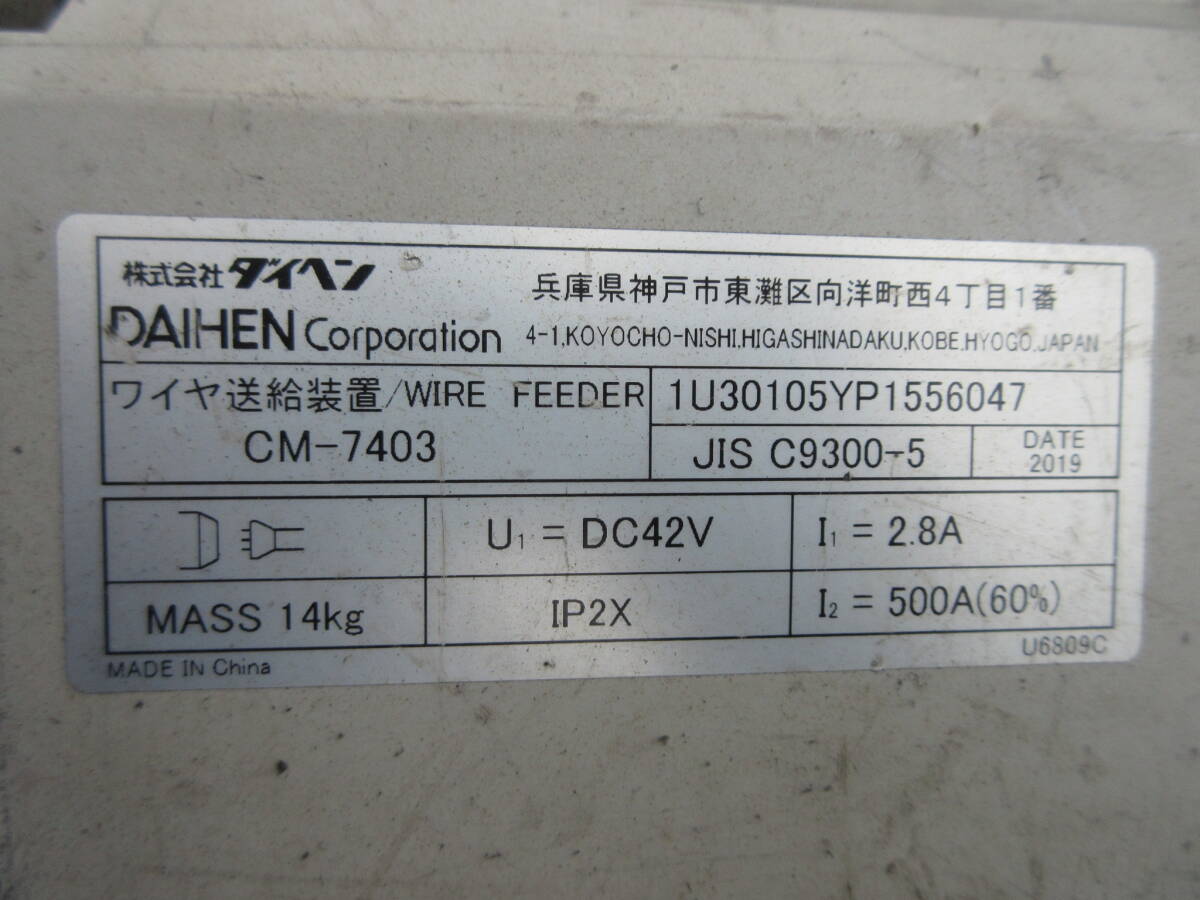 株式会社ダイヘン
兵庫県神戸市東灘区向洋町西4丁目1番
DAIHEN Corporation
4-1,KOYOCHO-NISHI,HIGASHINADAKU,KOBE,HYOGO,JAPAN
ワイヤ送給装置/WIRE FEEDER
1U30105YP1556047
CM-7403
JIS C9300-5
DATE
2019
U₁ = DC42V
I₁ = 2.8A
MASS 14kg
IP2X
I₂ = 500A(60%)
MADE IN China
U6809C